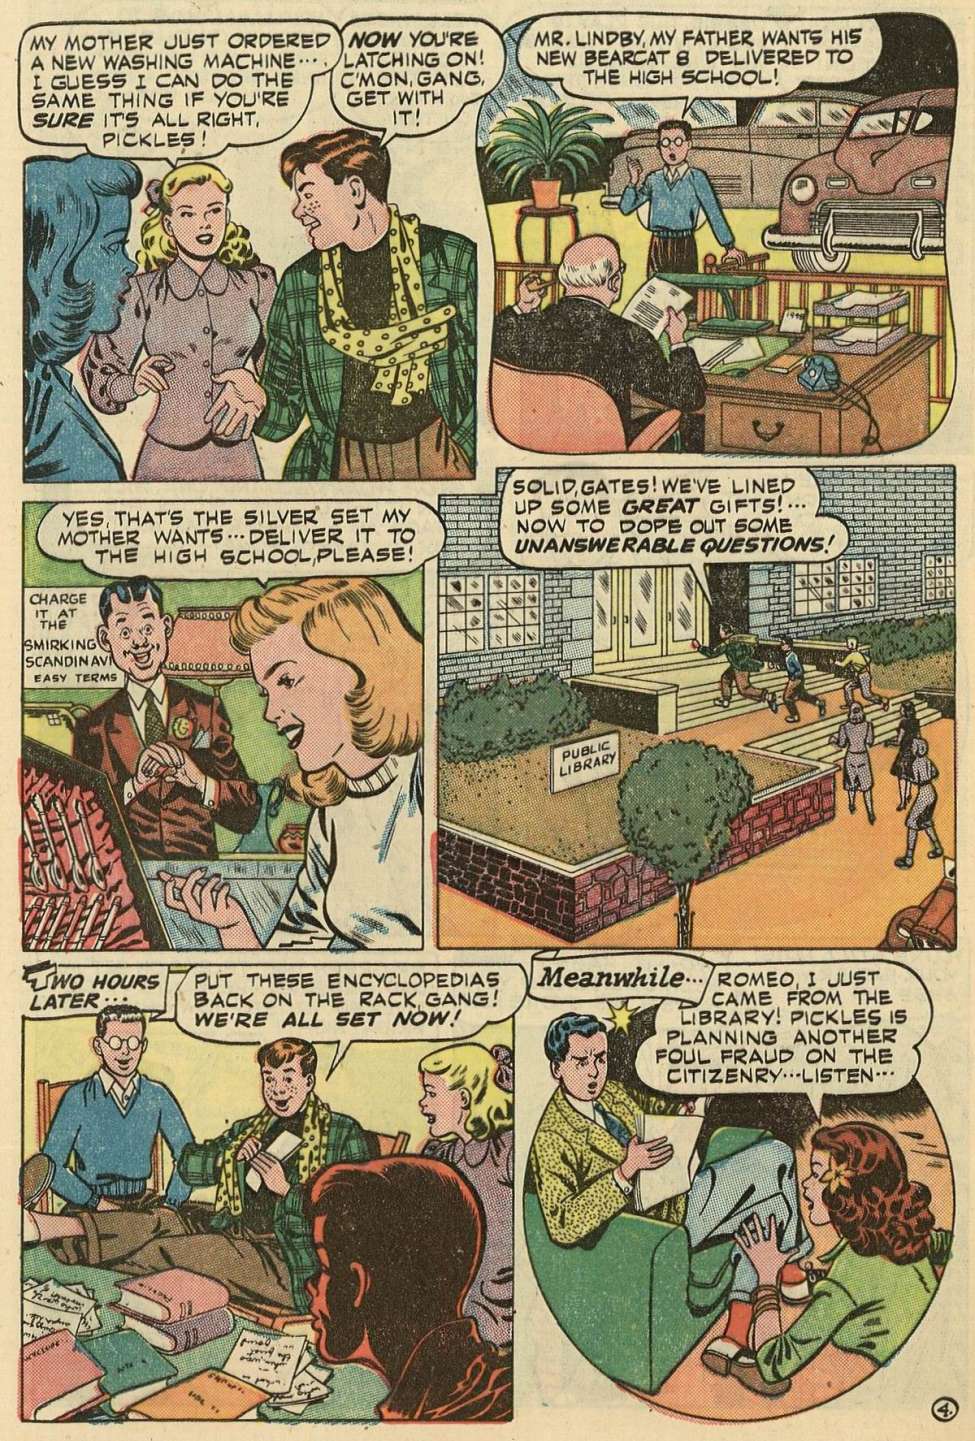 MY MOTHER JUST ORDERED
A NEW WASHING MACHINE...
I GUESS I CAN DO THE
SAME THING IF YOU'RE
SURE IT'S ALL RIGHT,
PICKLES!
NOW YOU'RE
LATCHING ON!
C'MON, GANG,
GET WITH
IT!
MR. LINDBY, MY FATHER WANTS HIS
NEW BEARCAT 8 DELIVERED TO
THE HIGH SCHOOL!
1948
YES, THAT'S THE SILVER SET MY
MOTHER WANTS...DELIVER IT TO
THE HIGH SCHOOL, PLEASE!
CHARGE
IT AT
THE
SMIRKING
SCANDINAVI
EASY TERMS
SOLID, GATES! WE'VE LINED
UP SOME GREAT GIFTS!...
NOW TO DOPE OUT SOME
UNANSWERABLE QUESTIONS!
PUBLIC
LIBRARY
TWO HOURS
LATER...
PUT THESE ENCYCLOPEDIAS
BACK ON THE RACK, GANG!
WE'RE ALL SET NOW!
Meanwhile...
ROMEO, I JUST
CAME FROM THE
LIBRARY! PICKLES IS
PLANNING ANOTHER
FOUL FRAUD ON THE
CITIZENRY...LISTEN...
4.